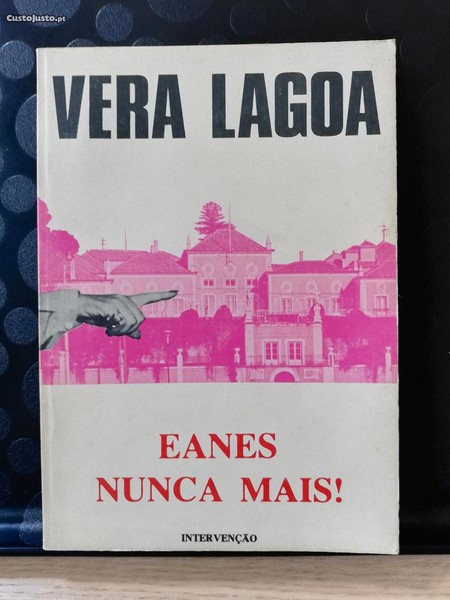 CustoJusto.pt
VERA LAGOA
EANES
NUNCA MAIS!
INTERVENÇÃO